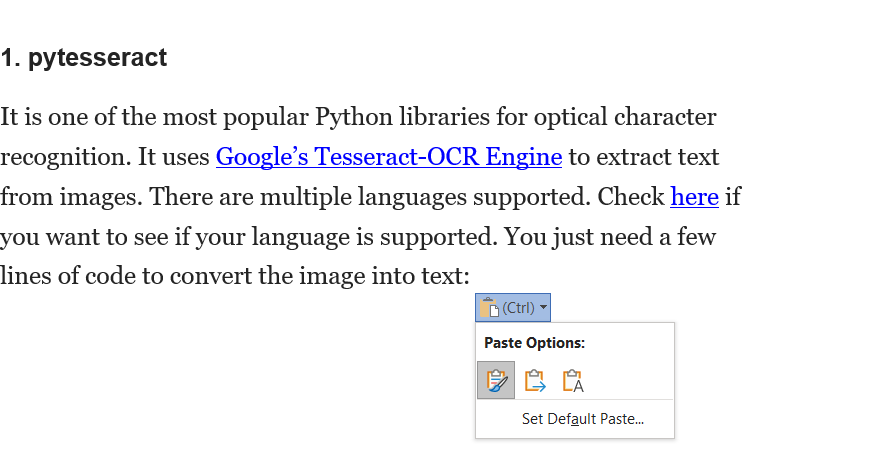 1. pytesseract
It is one of the most popular Python libraries for optical character
recognition. It uses Google’s Tesseract-OCR Engine to extract text
from images. There are multiple languages supported. Check here if
you want to see if your language is supported. You just need a few
lines of code to convert the image into text:
(Ctrl)
Paste Options:
A
Set Default Paste...